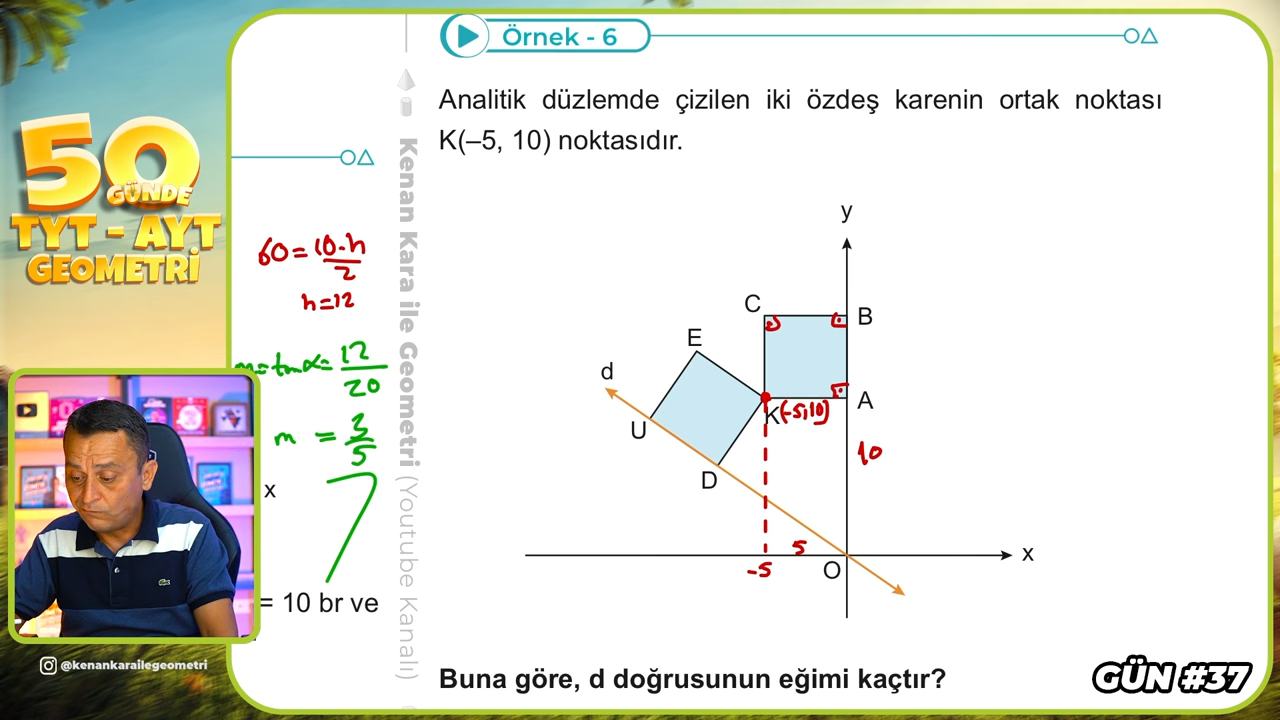 50
GÜNDE
TYT - AYT
GEOMETRİ
60 = 10·h
2
h=12
m=tanα= 12
20
m = 3
5
x
= 10 br ve
@kenankarailegeometri
Kenan Kara ile Geometri (Youtube Kanalı)
Örnek - 6
Analitik düzlemde çizilen iki özdeş karenin ortak noktası
K(–5, 10) noktasıdır.
y
C
B
E
d
K(-5,10)
A
U
10
D
5
x
-5
O
Buna göre, d doğrusunun eğimi kaçtır?
GÜN #37